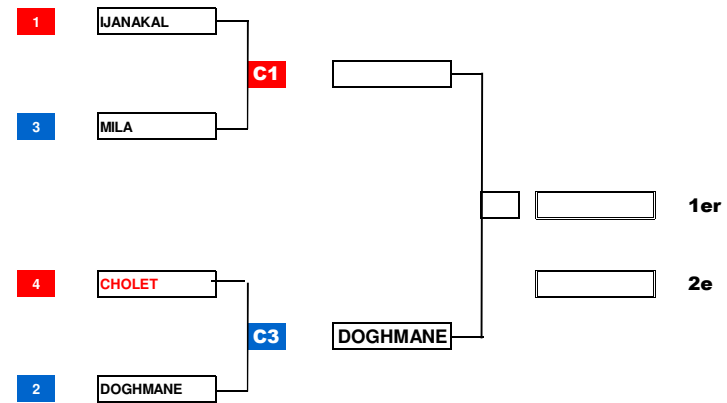 1 IJANAKAL
C1
3 MILA
1er
4 CHOLET
2e
C3 DOGHMANE
2 DOGHMANE